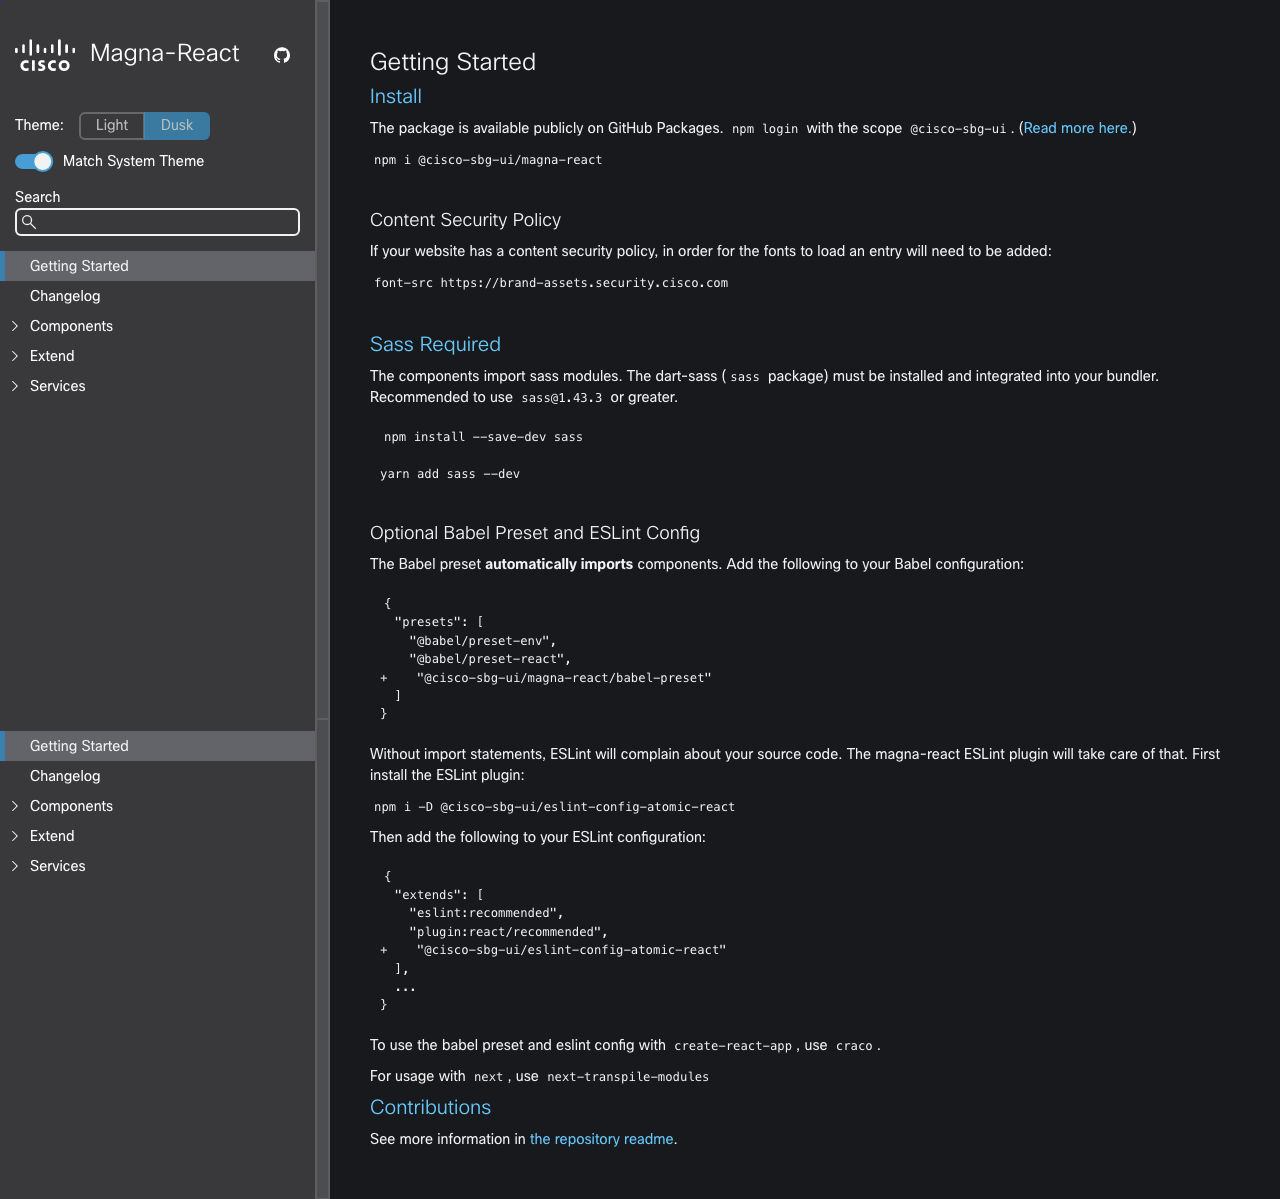 CISCO
Magna-React
Theme:
Light
Dusk
Match System Theme
Search
Getting Started
Changelog
Components
Extend
Services
Getting Started
Changelog
Components
Extend
Services
Getting Started
Install
The package is available publicly on GitHub Packages. npm login with the scope @cisco-sbg-ui. (Read more here.)
npm i @cisco-sbg-ui/magna-react
Content Security Policy
If your website has a content security policy, in order for the fonts to load an entry will need to be added:
font-src https://brand-assets.security.cisco.com
Sass Required
The components import sass modules. The dart-sass ( sass package) must be installed and integrated into your bundler.
Recommended to use sass@1.43.3 or greater.
npm install --save-dev sass
yarn add sass --dev
Optional Babel Preset and ESLint Config
The Babel preset automatically imports components. Add the following to your Babel configuration:
{
"presets": [
"@babel/preset-env",
"@babel/preset-react",
+ "@cisco-sbg-ui/magna-react/babel-preset"
]
}
Without import statements, ESLint will complain about your source code. The magna-react ESLint plugin will take care of that. First
install the ESLint plugin:
npm i -D @cisco-sbg-ui/eslint-config-atomic-react
Then add the following to your ESLint configuration:
{
"extends": [
"eslint:recommended",
"plugin:react/recommended",
+ "@cisco-sbg-ui/eslint-config-atomic-react"
],
...
}
To use the babel preset and eslint config with create-react-app, use craco.
For usage with next, use next-transpile-modules
Contributions
See more information in the repository readme.